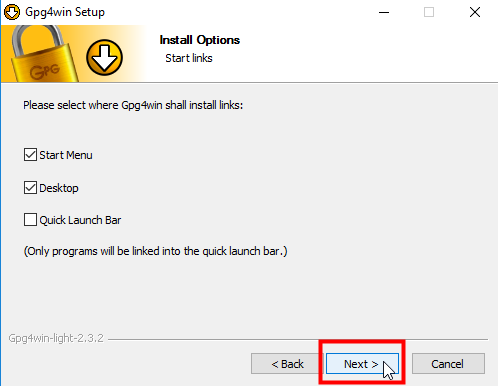 Gpg4win Setup
GPG
Install Options
Start links
Please select where Gpg4win shall install links:
Start Menu
Desktop
Quick Launch Bar
(Only programs will be linked into the quick launch bar.)
Gpg4win-light-2.3.2
< Back
Next >
Cancel